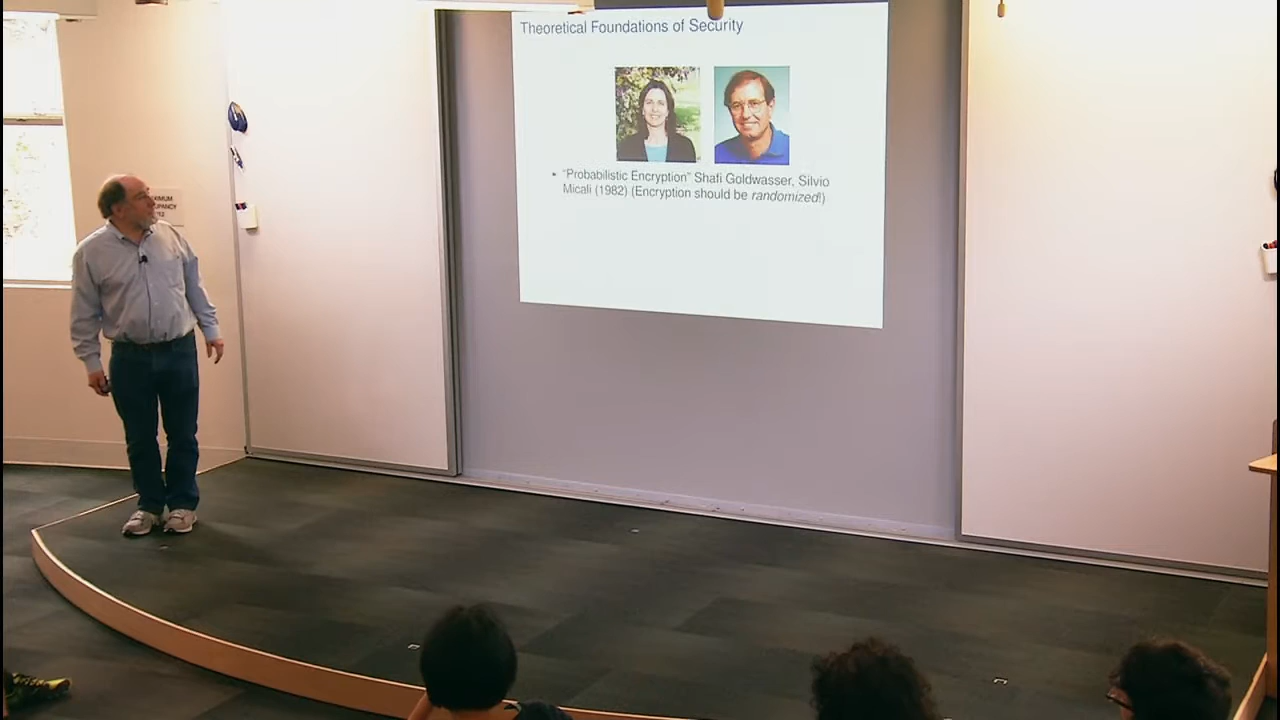 Theoretical Foundations of Security
• "Probabilistic Encryption" Shafi Goldwasser, Silvio
Micali (1982) (Encryption should be randomized!)